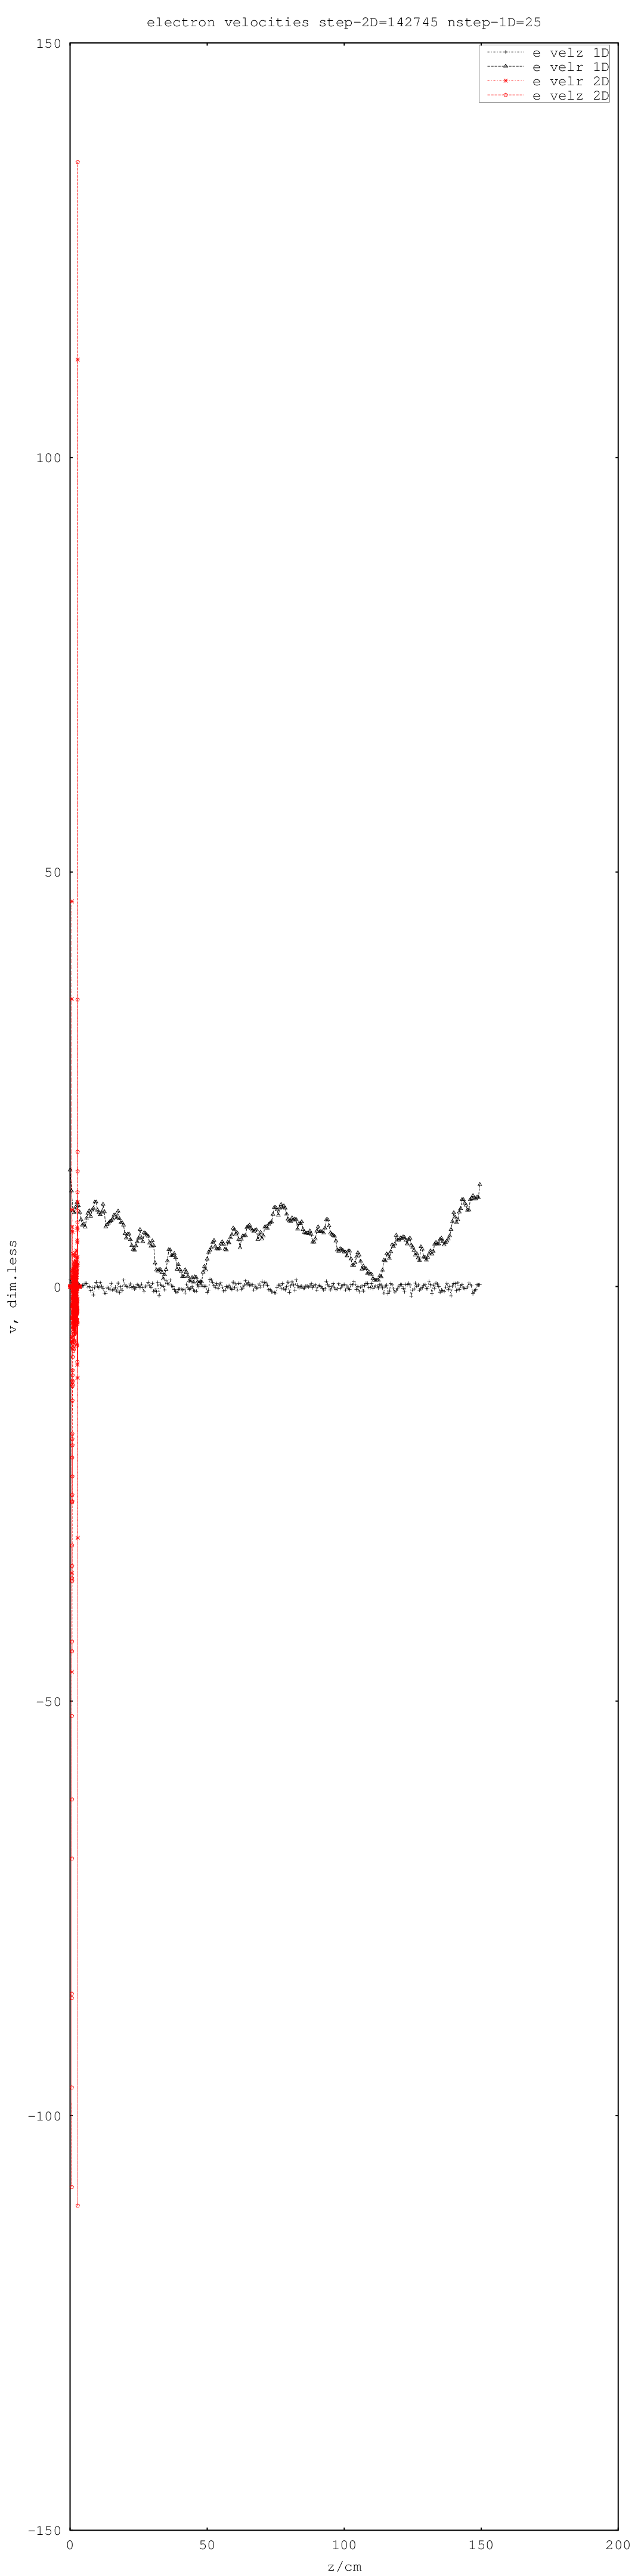 electron velocities step-2D=142745 nstep-1D=25
150
e velz 1D
e velr 1D
e velr 2D
e velz 2D
100
50
0
v, dim.less
-50
-100
-150
0 50 100 150 200
z/cm